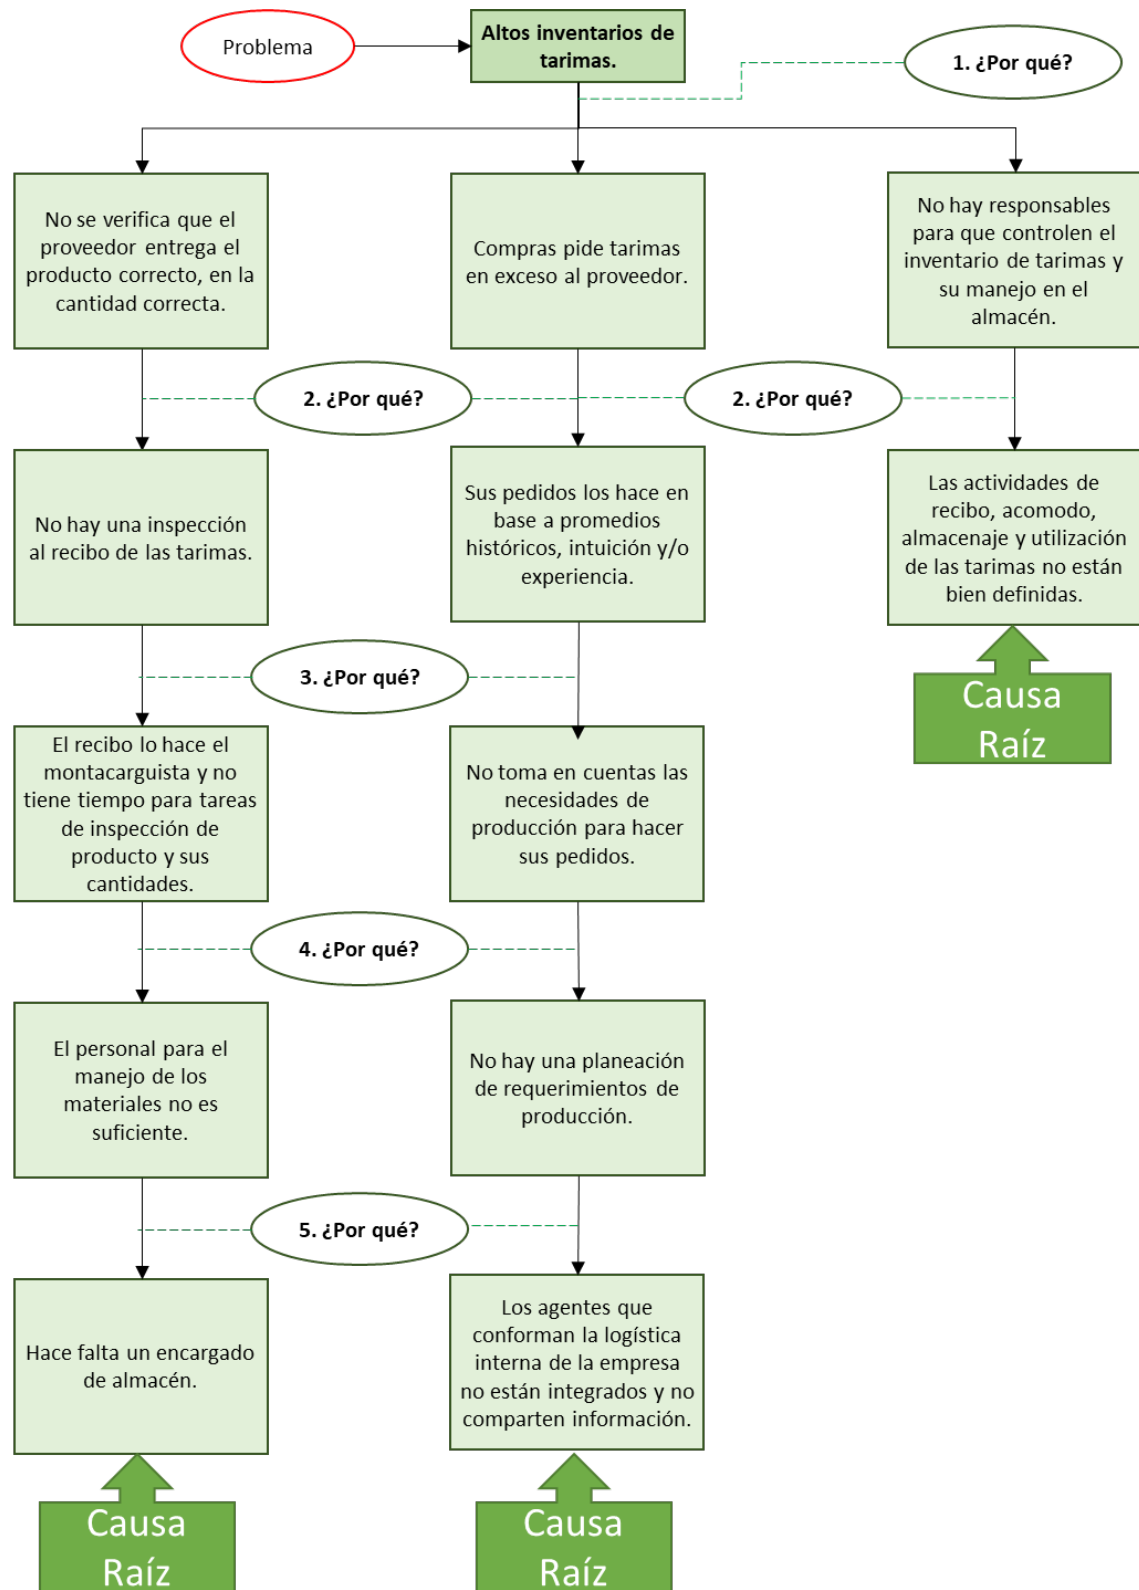 Problema
Altos inventarios de
tarimas.
1. ¿Por qué?
No se verifica que el
proveedor entrega el
producto correcto, en la
cantidad correcta.
Compras pide tarimas
en exceso al proveedor.
No hay responsables
para que controlen el
inventario de tarimas y
su manejo en el
almacén.
2. ¿Por qué?
2. ¿Por qué?
No hay una inspección
al recibo de las tarimas.
Sus pedidos los hace en
base a promedios
históricos, intuición y/o
experiencia.
Las actividades de
recibo, acomodo,
almacenaje y utilización
de las tarimas no están
bien definidas.
3. ¿Por qué?
Causa
Raíz
El recibo lo hace el
montacarguista y no
tiene tiempo para tareas
de inspección de
producto y sus
cantidades.
No toma en cuentas las
necesidades de
producción para hacer
sus pedidos.
4. ¿Por qué?
El personal para el
manejo de los
materiales no es
suficiente.
No hay una planeación
de requerimientos de
producción.
5. ¿Por qué?
Hace falta un encargado
de almacén.
Los agentes que
conforman la logística
interna de la empresa
no están integrados y no
comparten información.
Causa
Raíz
Causa
Raíz